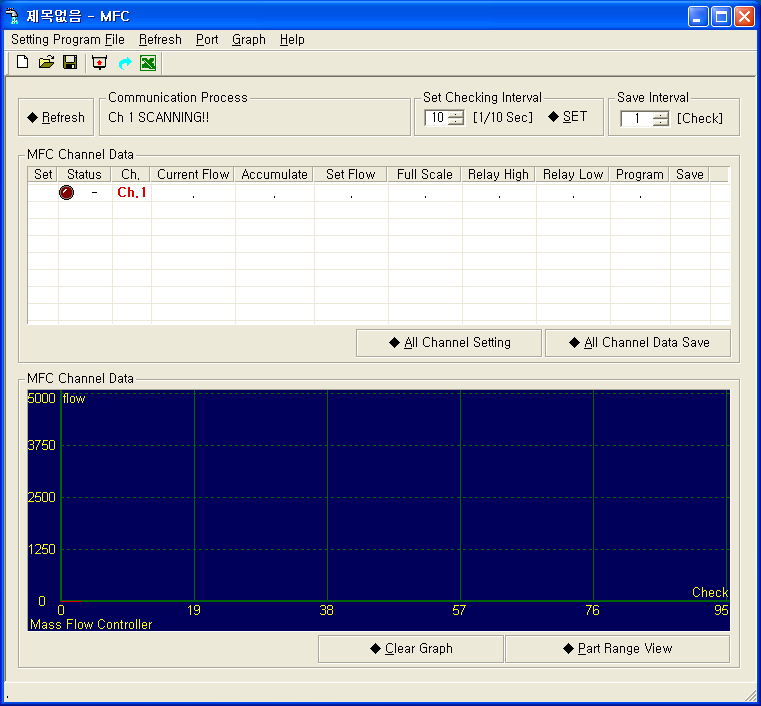 제목없음 - MFC
Setting Program File Refresh Port Graph Help
Communication Process Set Checking Interval Save Interval
◆ Refresh Ch 1 SCANNING!! 10 [1/10 Sec] ◆ SET 1 [Check]
MFC Channel Data
Set Status Ch. Current Flow Accumulate Set Flow Full Scale Relay High Relay Low Program Save
- Ch.1 . . . . . . .
◆ All Channel Setting ◆ All Channel Data Save
MFC Channel Data
5000 flow
3750
2500
1250
0 Check
0 19 38 57 76 95
Mass Flow Controller
◆ Clear Graph ◆ Part Range View
.